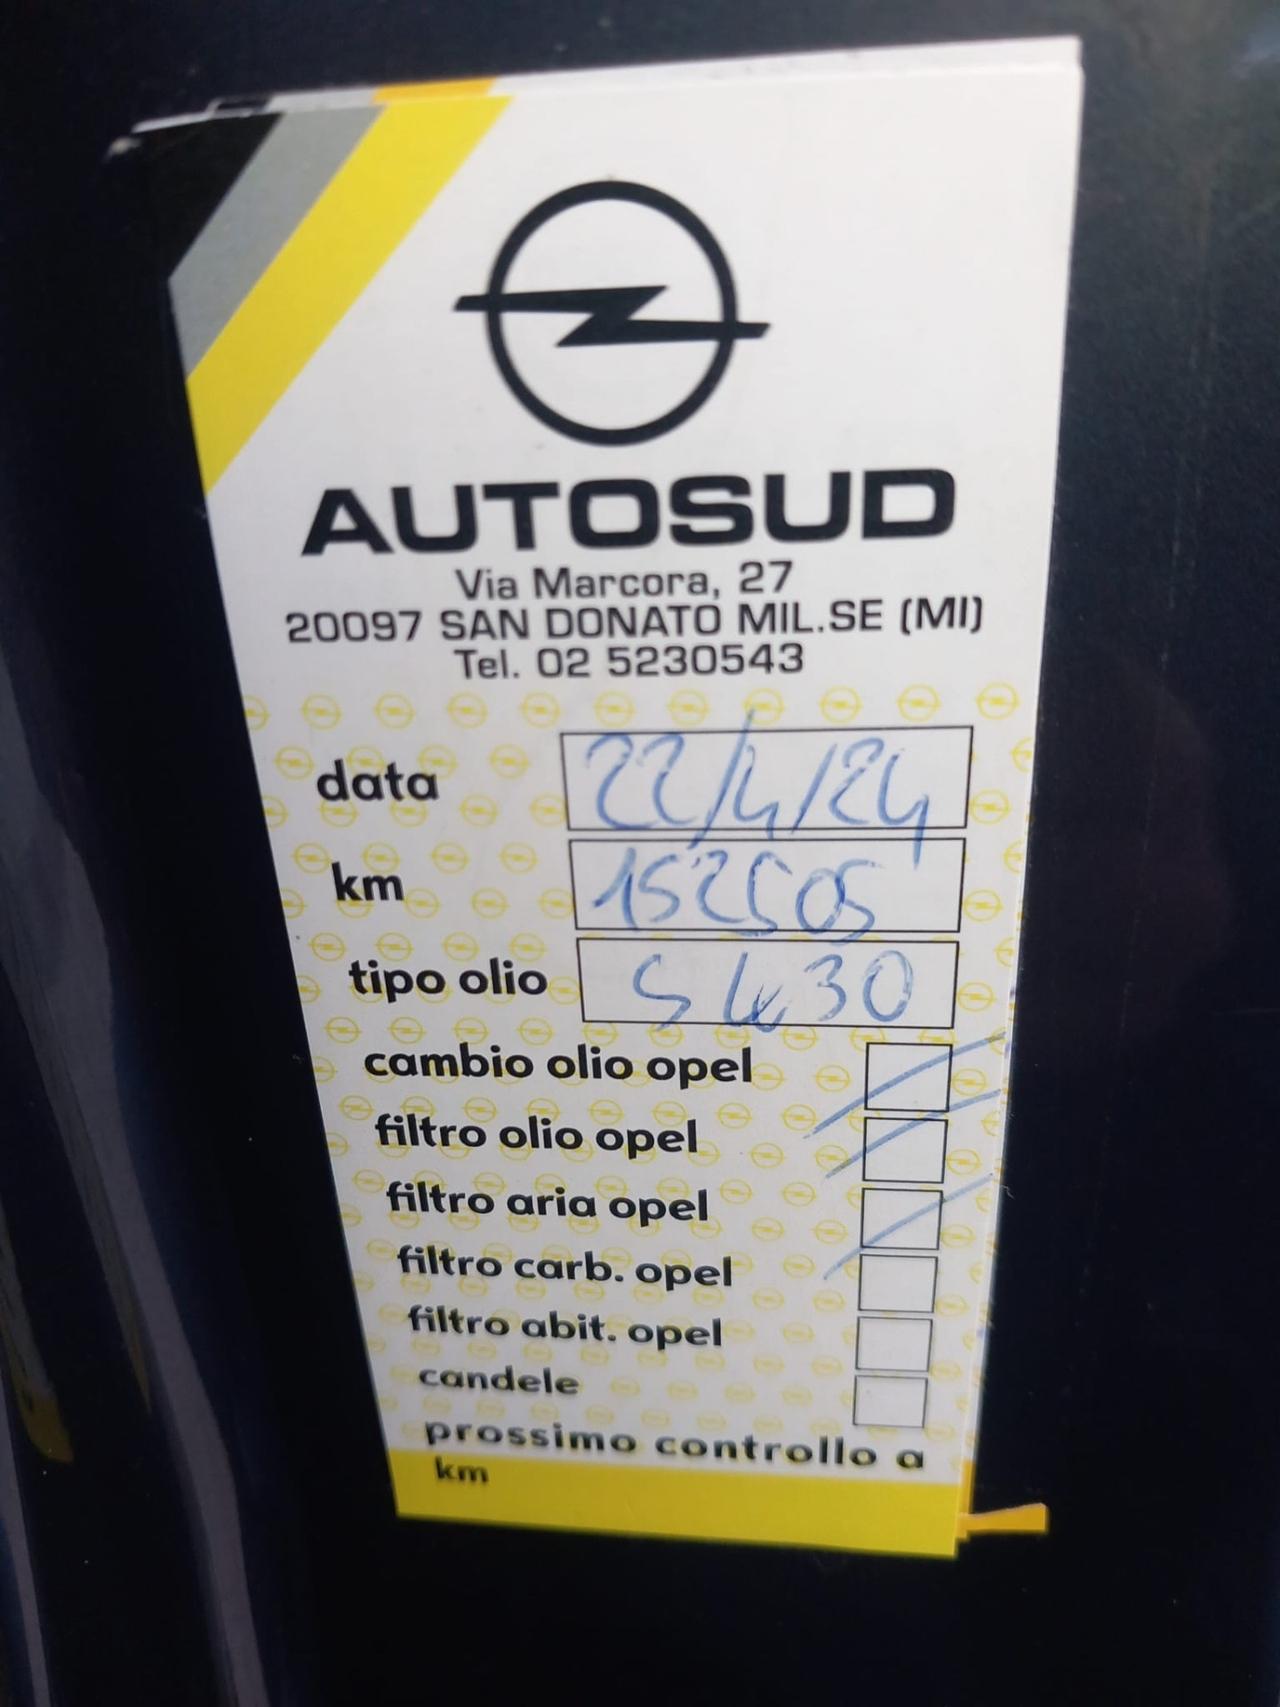 AUTOSUD
Via Marcora, 27
20097 SAN DONATO MIL.SE (MI)
Tel. 02 5230543
data 22/4/24
km 152505
tipo olio 5W30
cambio olio opel
filtro olio opel
filtro aria opel
filtro carb. opel
filtro abit. opel
candele
prossimo controllo a
km